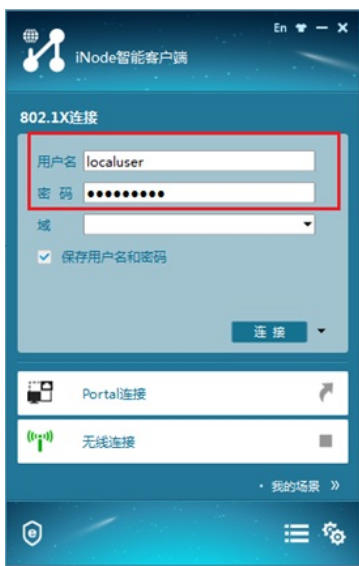 En
iNode智能客户端
802.1X连接
用户名 localuser
密 码 ●●●●●●●●●
域
保存用户名和密码
连 接
Portal连接
无线连接
· 我的场景 »